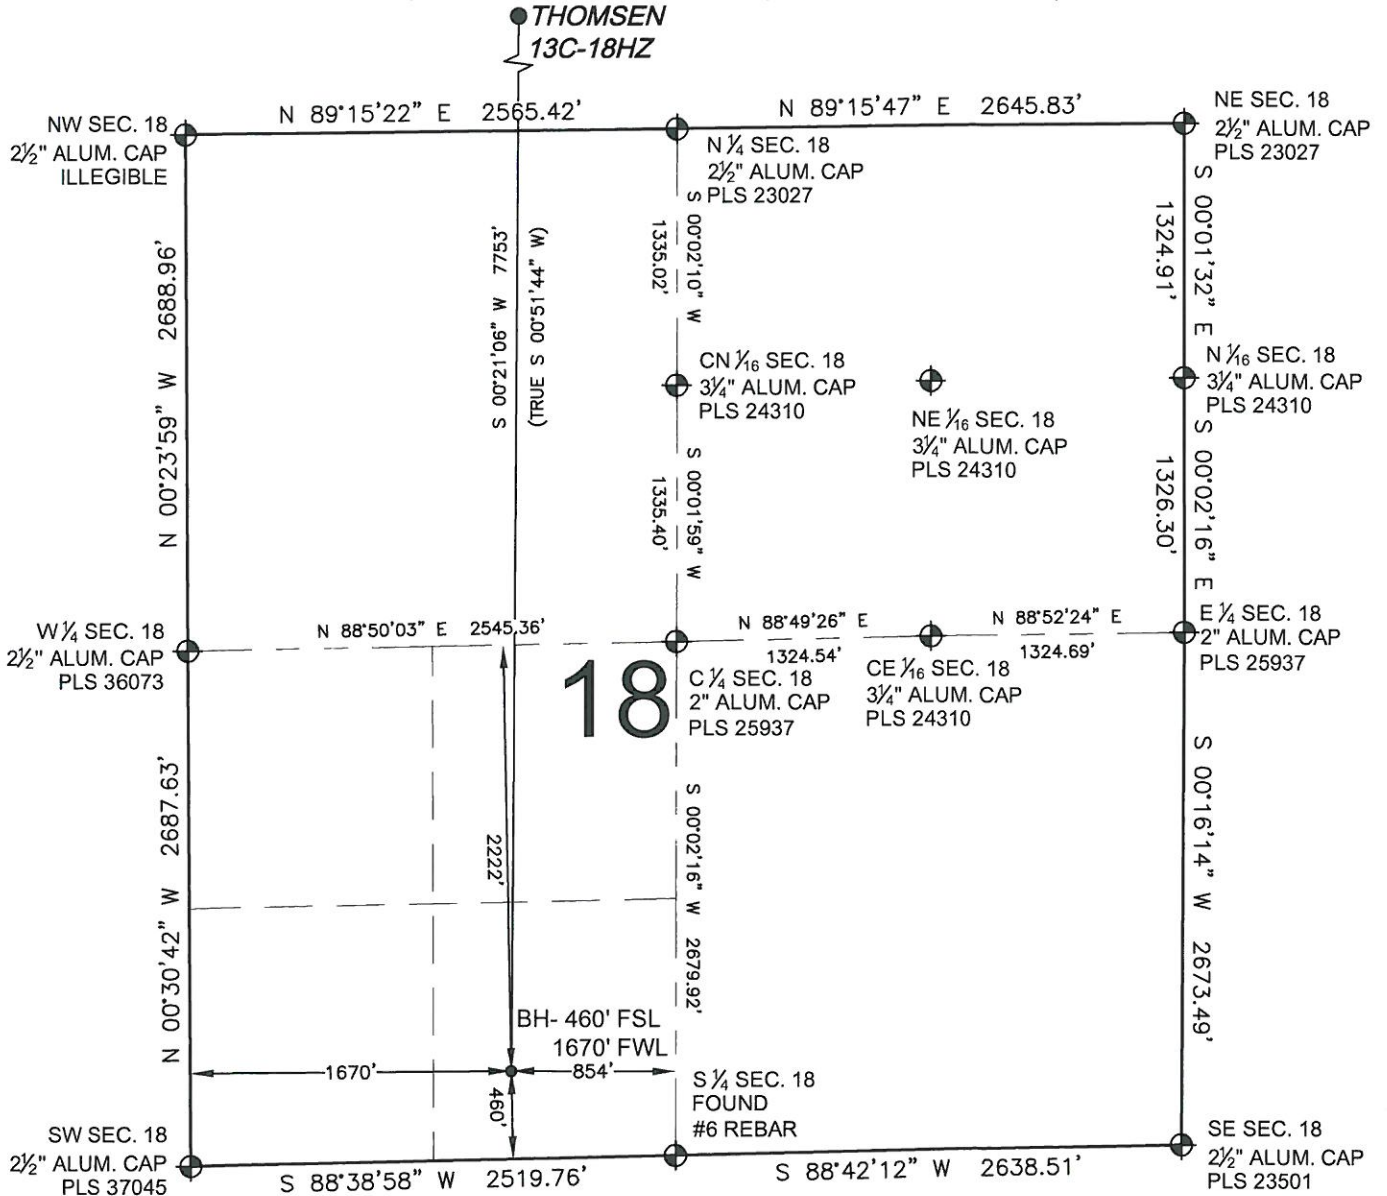 THOMSEN
13C-18HZ
N 89°15'22" E 2565.42'
N 89°15'47" E 2645.83'
NW SEC. 18
2½" ALUM. CAP
ILLEGIBLE
N ¼ SEC. 18
2½" ALUM. CAP
PLS 23027
NE SEC. 18
2½" ALUM. CAP
PLS 23027
N 00°23'59" W 2688.96'
S 00°21'06" W 7753'
(TRUE S 00°51'44" W)
S 00°02'10" W
1335.02'
S 00°01'32" E
1324.91'
CN 1/16 SEC. 18
3¼" ALUM. CAP
PLS 24310
NE 1/16 SEC. 18
3¼" ALUM. CAP
PLS 24310
N 1/16 SEC. 18
3¼" ALUM. CAP
PLS 24310
S 00°01'59" W
1335.40'
S 00°02'16" E
1326.30'
W ¼ SEC. 18
2½" ALUM. CAP
PLS 36073
N 88°50'03" E 2545.36'
N 88°49'26" E
1324.54'
N 88°52'24" E
1324.69'
E ¼ SEC. 18
2" ALUM. CAP
PLS 25937
18
C ¼ SEC. 18
2" ALUM. CAP
PLS 25937
CE 1/16 SEC. 18
3¼" ALUM. CAP
PLS 24310
N 00°30'42" W 2687.63'
2222'
S 00°02'16" W 2679.92'
S 00°16'14" W 2673.49'
BH- 460' FSL
1670' FWL
1670'
854'
460'
S ¼ SEC. 18
FOUND
#6 REBAR
SW SEC. 18
2½" ALUM. CAP
PLS 37045
S 88°38'58" W 2519.76'
S 88°42'12" W 2638.51'
SE SEC. 18
2½" ALUM. CAP
PLS 23501